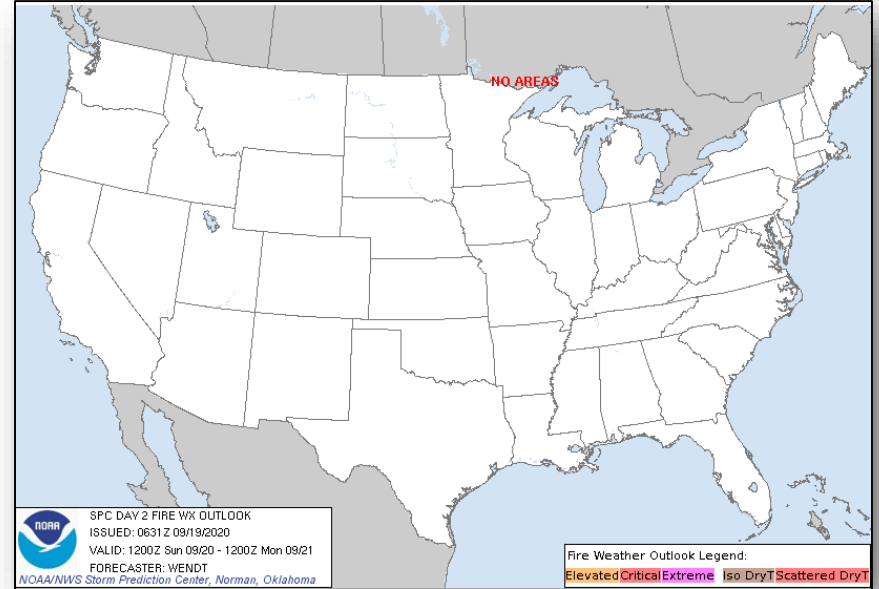 NO AREAS
NOAA
SPC DAY 2 FIRE WX OUTLOOK
ISSUED: 0631Z 09/19/2020
VALID: 1200Z Sun 09/20 - 1200Z Mon 09/21
FORECASTER: WENDT
NOAA/NWS Storm Prediction Center, Norman, Oklahoma
Fire Weather Outlook Legend:
Elevated Critical Extreme Iso DryT Scattered DryT